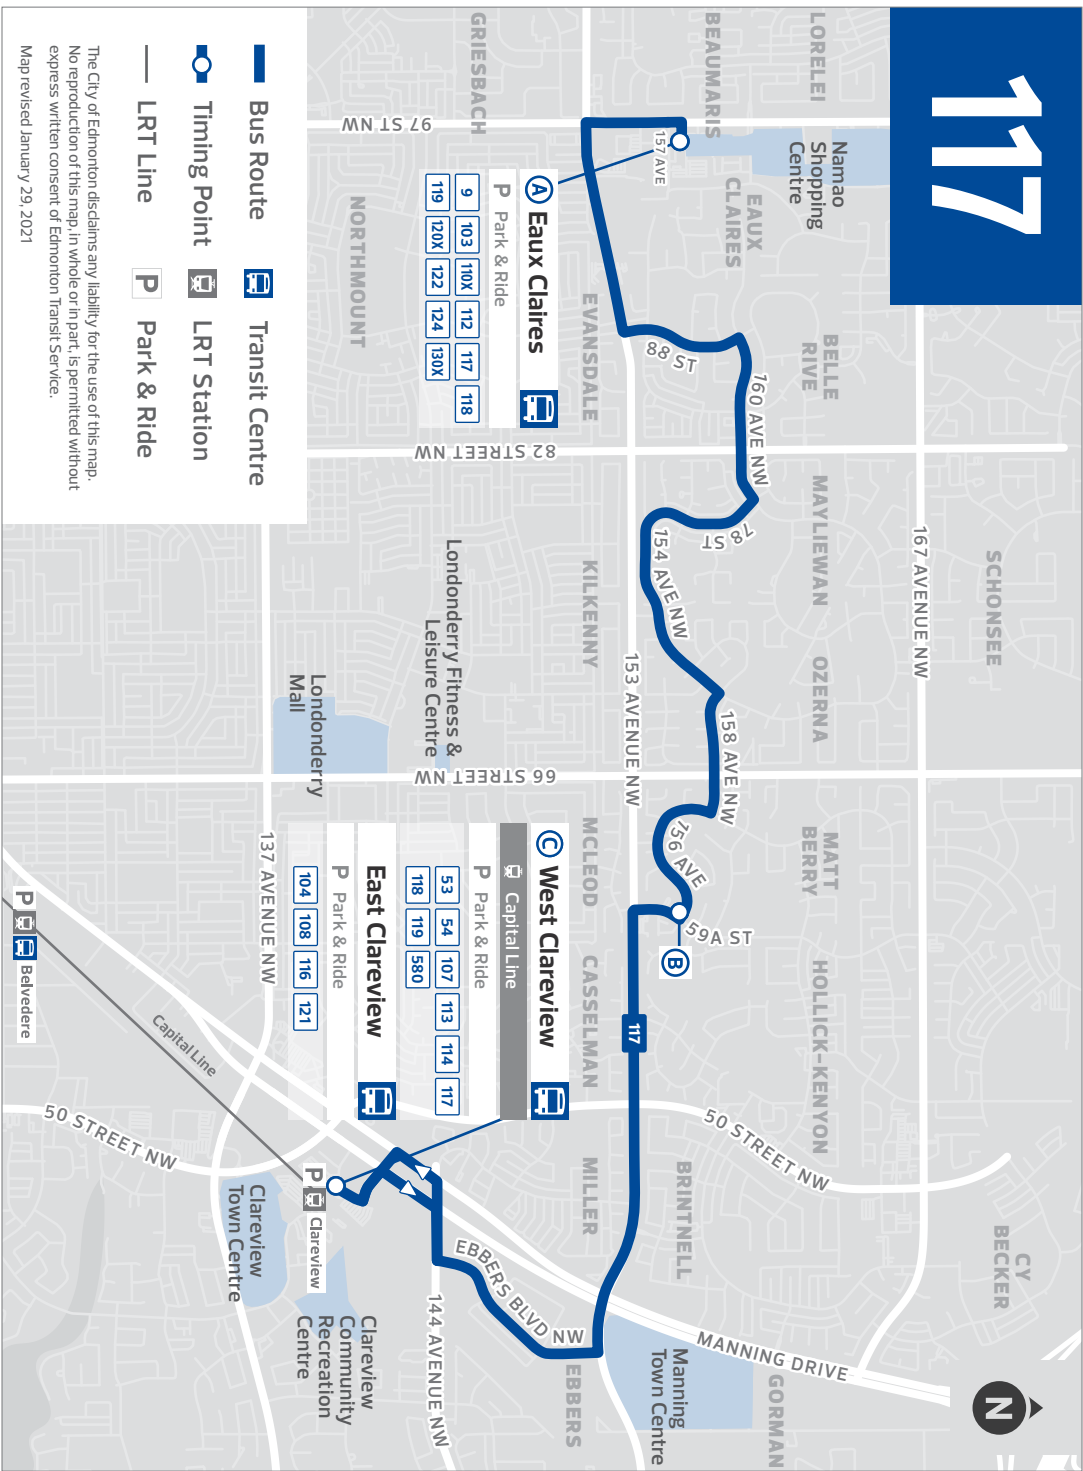 117
LORELEI
BEAUMARIS
GRIESBACH
97 ST NW
157 AVE
Namao
Shopping
Centre
EAUX
CLAIRES
A Eaux Claires
P Park & Ride
9 103 110X 112 117 118
119 120X 122 124 130X
NORTHMOUNT
EVANSDALE
BELLE
RIVE
88 ST
160 AVE NW
82 STREET NW
MAYLIEWAN
78 ST
154 AVE NW
167 AVENUE NW
SCHONSEE
KILKENNY
OZERNA
153 AVENUE NW
158 AVE NW
Londonderry Fitness &
Leisure Centre
Londonderry
Mall
66 STREET NW
137 AVENUE NW
MCLEOD
MATT
BERRY
156 AVE
59A ST
B
HOLLICK-KENYON
CASSELMAN
117
C West Clareview
Capital Line
P Park & Ride
53 54 107 113 114 117
118 119 580
East Clareview
P Park & Ride
104 108 116 121
P Belvedere
Capital Line
50 STREET NW
50 STREET NW
MILLER
BRINTNELL
CY
BECKER
P Clareview
Clareview
Town Centre
Clareview
Community
Recreation
Centre
EBBERS BLVD NW
144 AVENUE NW
EBBERS
MANNING DRIVE
Manning
Town Centre
GORMAN
N
Bus Route
Timing Point
LRT Line
Transit Centre
LRT Station
P Park & Ride
The City of Edmonton disclaims any liability for the use of this map.
No reproduction of this map, in whole or in part, is permitted without
express written consent of Edmonton Transit Service.
Map revised January 29, 2021